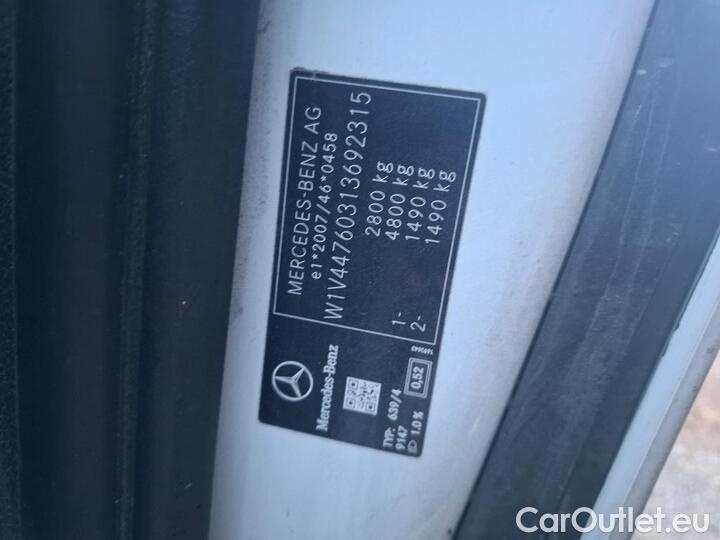 MERCEDES-BENZ AG
e1*2007/46*0458
W1V44760313692315
2800 kg
4800 kg
1- 1490 kg
2- 1490 kg
Mercedes-Benz
TYP: 639/4
9147
1.0 %
0,52
CarOutlet.eu